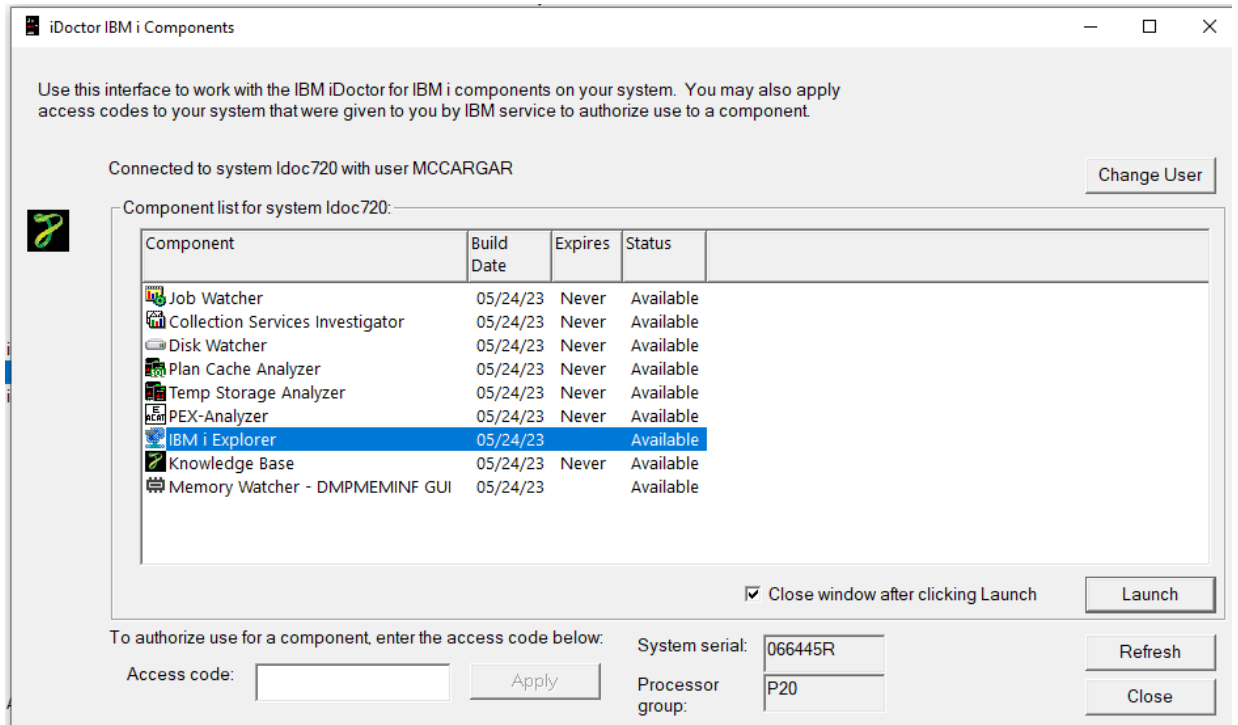 iDoctor IBM i Components
Use this interface to work with the IBM iDoctor for IBM i components on your system. You may also apply
access codes to your system that were given to you by IBM service to authorize use to a component.
Connected to system Idoc720 with user MCCARGAR
Change User
Component list for system Idoc720:
Component Build Date Expires Status
Job Watcher 05/24/23 Never Available
Collection Services Investigator 05/24/23 Never Available
Disk Watcher 05/24/23 Never Available
Plan Cache Analyzer 05/24/23 Never Available
Temp Storage Analyzer 05/24/23 Never Available
PEX-Analyzer 05/24/23 Never Available
IBM i Explorer 05/24/23 Available
Knowledge Base 05/24/23 Never Available
Memory Watcher - DMPMEMINF GUI 05/24/23 Available
Close window after clicking Launch
Launch
To authorize use for a component, enter the access code below:
Access code:
Apply
System serial: 066445R
Processor group: P20
Refresh
Close